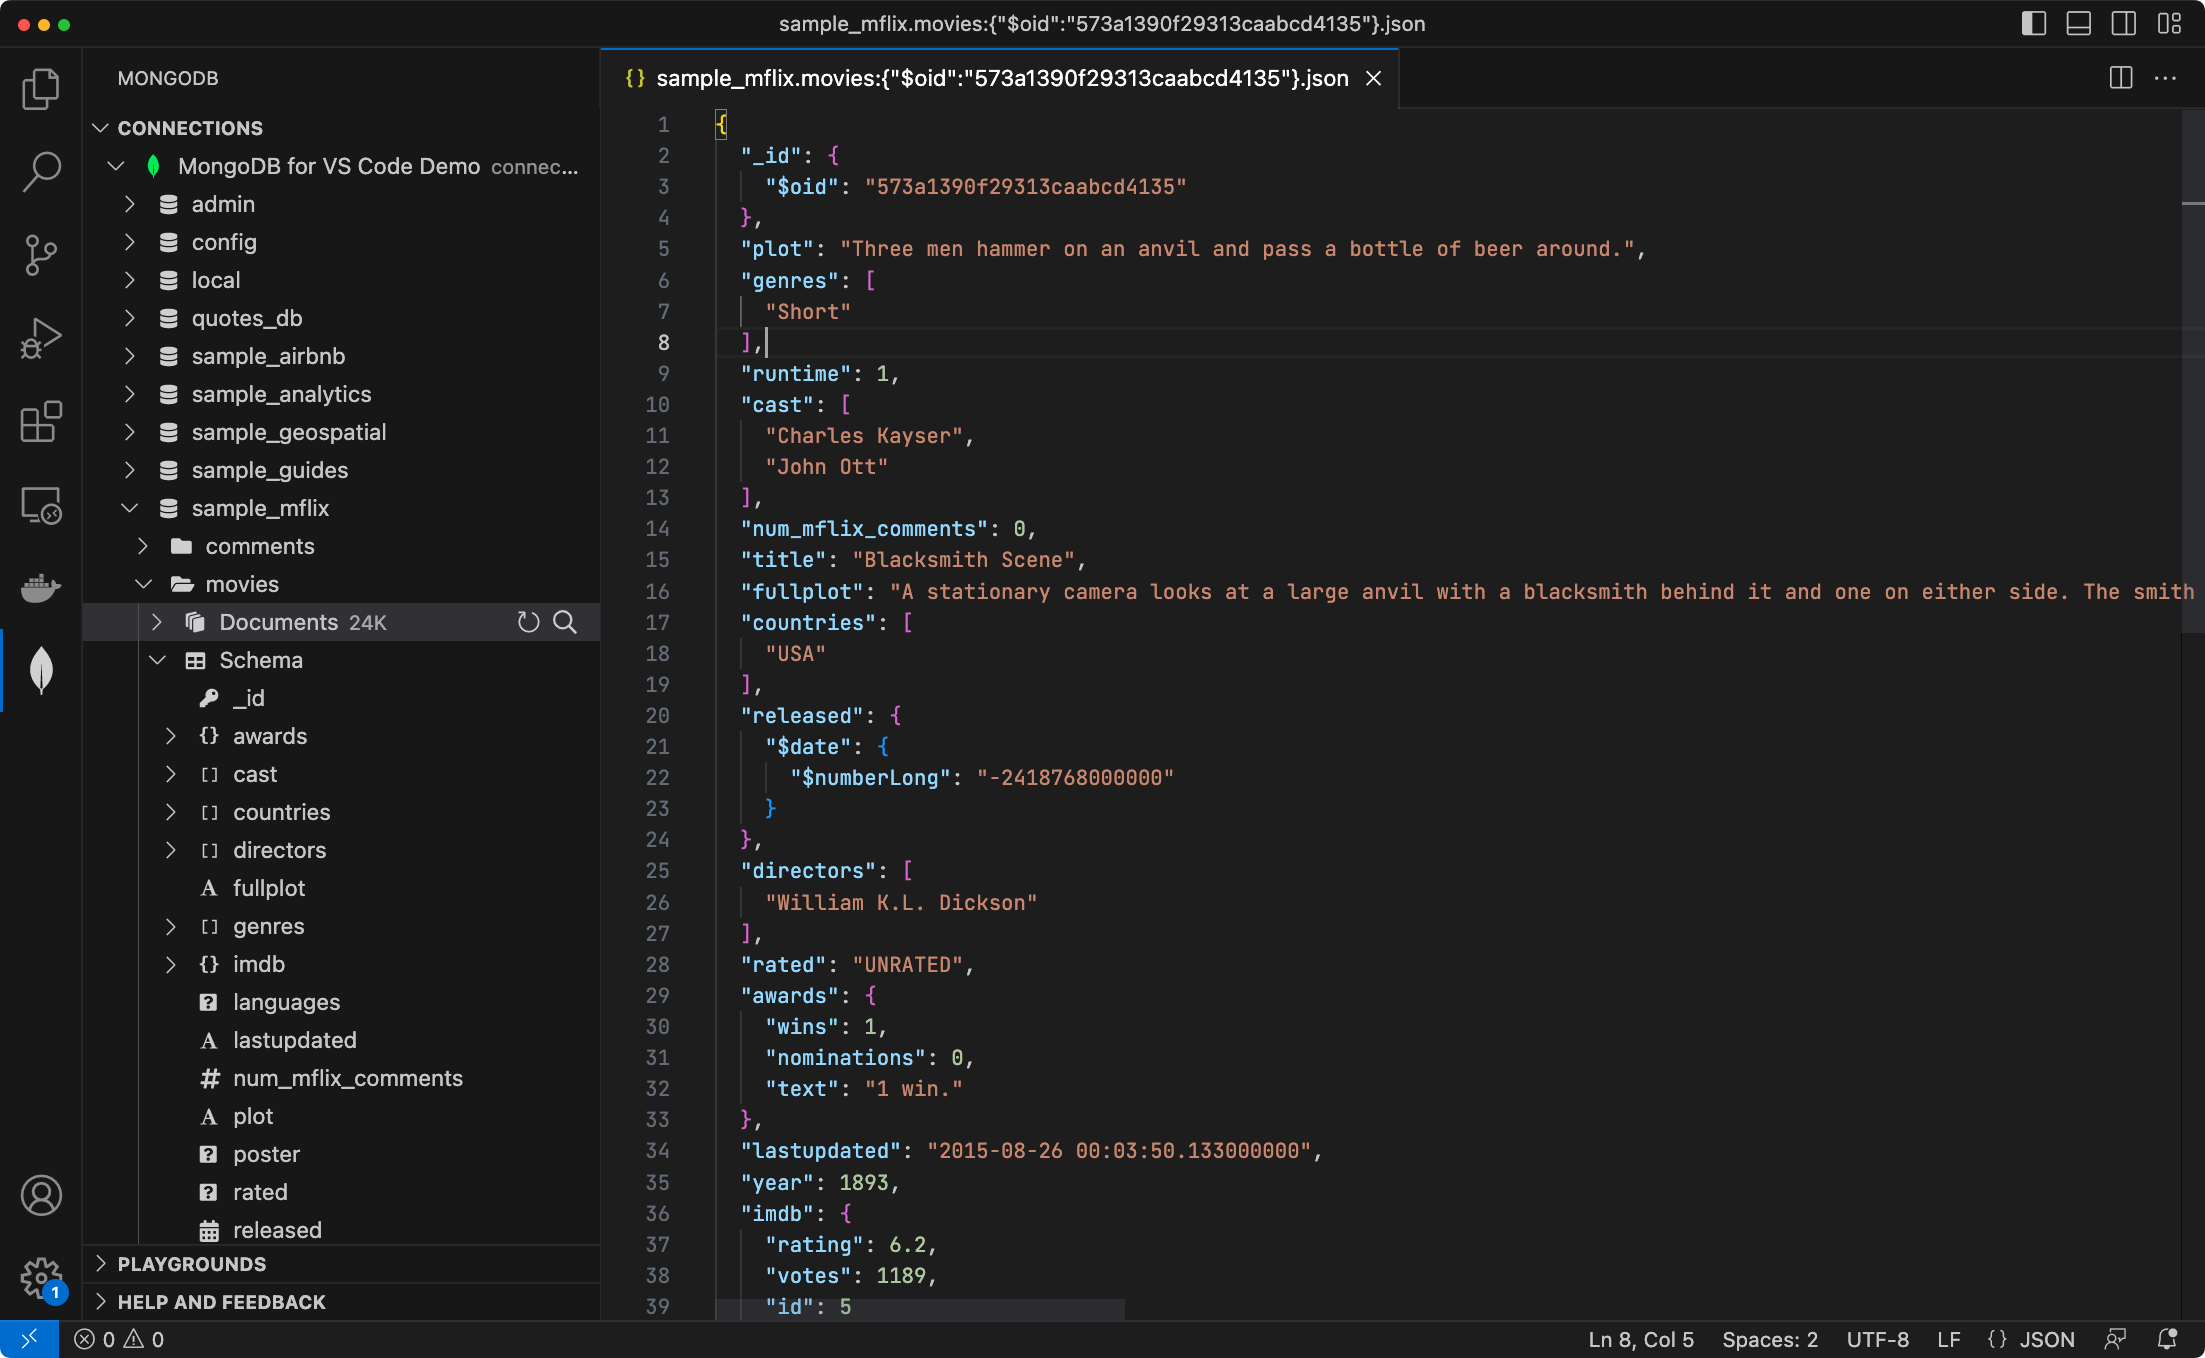 sample_mflix.movies:{"$oid":"573a1390f29313caabcd4135"}.json
MONGODB
CONNECTIONS
MongoDB for VS Code Demo connec...
admin
config
local
quotes_db
sample_airbnb
sample_analytics
sample_geospatial
sample_guides
sample_mflix
comments
movies
Documents 24K
Schema
_id
{} awards
[] cast
[] countries
[] directors
A fullplot
[] genres
{} imdb
? languages
A lastupdated
# num_mflix_comments
A plot
? poster
? rated
released
PLAYGROUNDS
HELP AND FEEDBACK
1
{} sample_mflix.movies:{"$oid":"573a1390f29313caabcd4135"}.json
1 {
2 "_id": {
3 "$oid": "573a1390f29313caabcd4135"
4 },
5 "plot": "Three men hammer on an anvil and pass a bottle of beer around.",
6 "genres": [
7 "Short"
8 ],
9 "runtime": 1,
10 "cast": [
11 "Charles Kayser",
12 "John Ott"
13 ],
14 "num_mflix_comments": 0,
15 "title": "Blacksmith Scene",
16 "fullplot": "A stationary camera looks at a large anvil with a blacksmith behind it and one on either side. The smith
17 "countries": [
18 "USA"
19 ],
20 "released": {
21 "$date": {
22 "$numberLong": "-2418768000000"
23 }
24 },
25 "directors": [
26 "William K.L. Dickson"
27 ],
28 "rated": "UNRATED",
29 "awards": {
30 "wins": 1,
31 "nominations": 0,
32 "text": "1 win."
33 },
34 "lastupdated": "2015-08-26 00:03:50.133000000",
35 "year": 1893,
36 "imdb": {
37 "rating": 6.2,
38 "votes": 1189,
39 "id": 5
0 0
Ln 8, Col 5 Spaces: 2 UTF-8 LF {} JSON